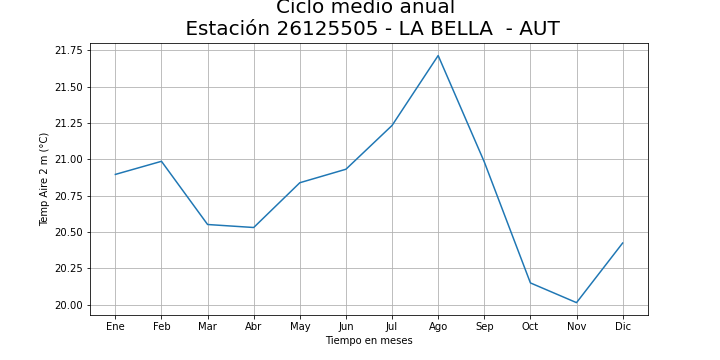 Ciclo medio anual
Estación 26125505 - LA BELLA  - AUT
21.75
21.50
21.25
21.00
20.75
20.50
20.25
20.00
Temp Aire 2 m (°C)
Ene Feb Mar Abr May Jun Jul Ago Sep Oct Nov Dic
Tiempo en meses